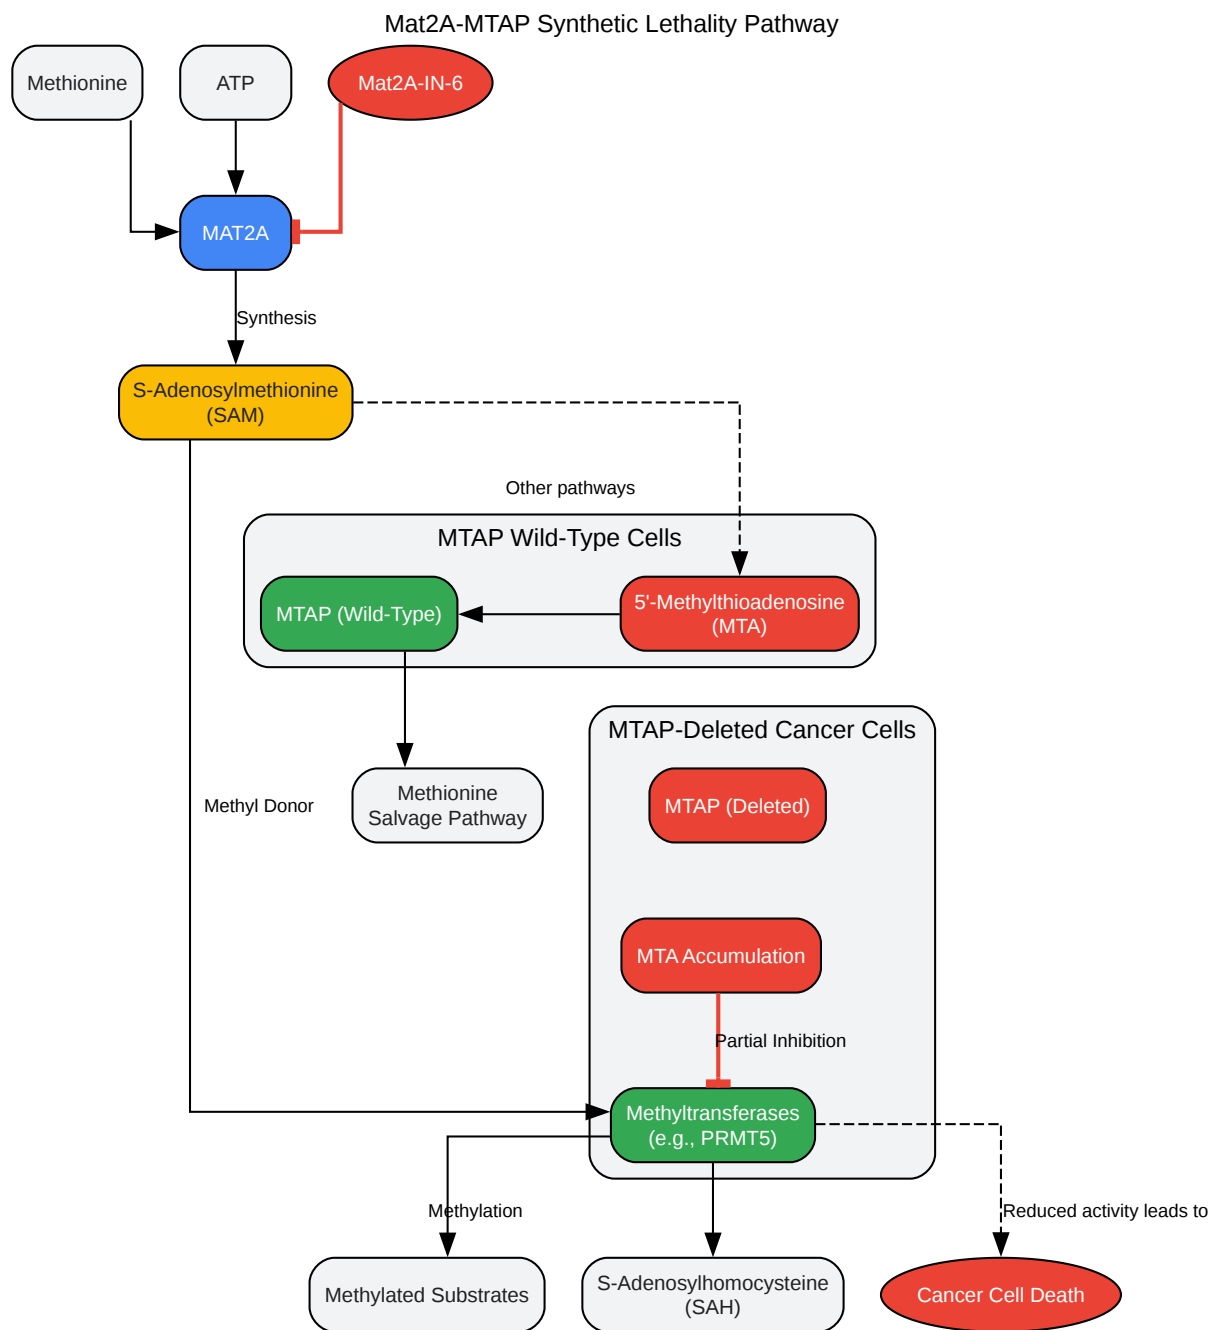 Mat2A-MTAP Synthetic Lethality Pathway
Methionine
ATP
Mat2A-IN-6
MAT2A
Synthesis
S-Adenosylmethionine
(SAM)
Other pathways
MTAP Wild-Type Cells
MTAP (Wild-Type)
5'-Methylthioadenosine
(MTA)
MTAP-Deleted Cancer Cells
Methionine
Salvage Pathway
Methyl Donor
MTAP (Deleted)
MTA Accumulation
Partial Inhibition
Methyltransferases
(e.g., PRMT5)
Methylation
Reduced activity leads to
Methylated Substrates
S-Adenosylhomocysteine
(SAH)
Cancer Cell Death